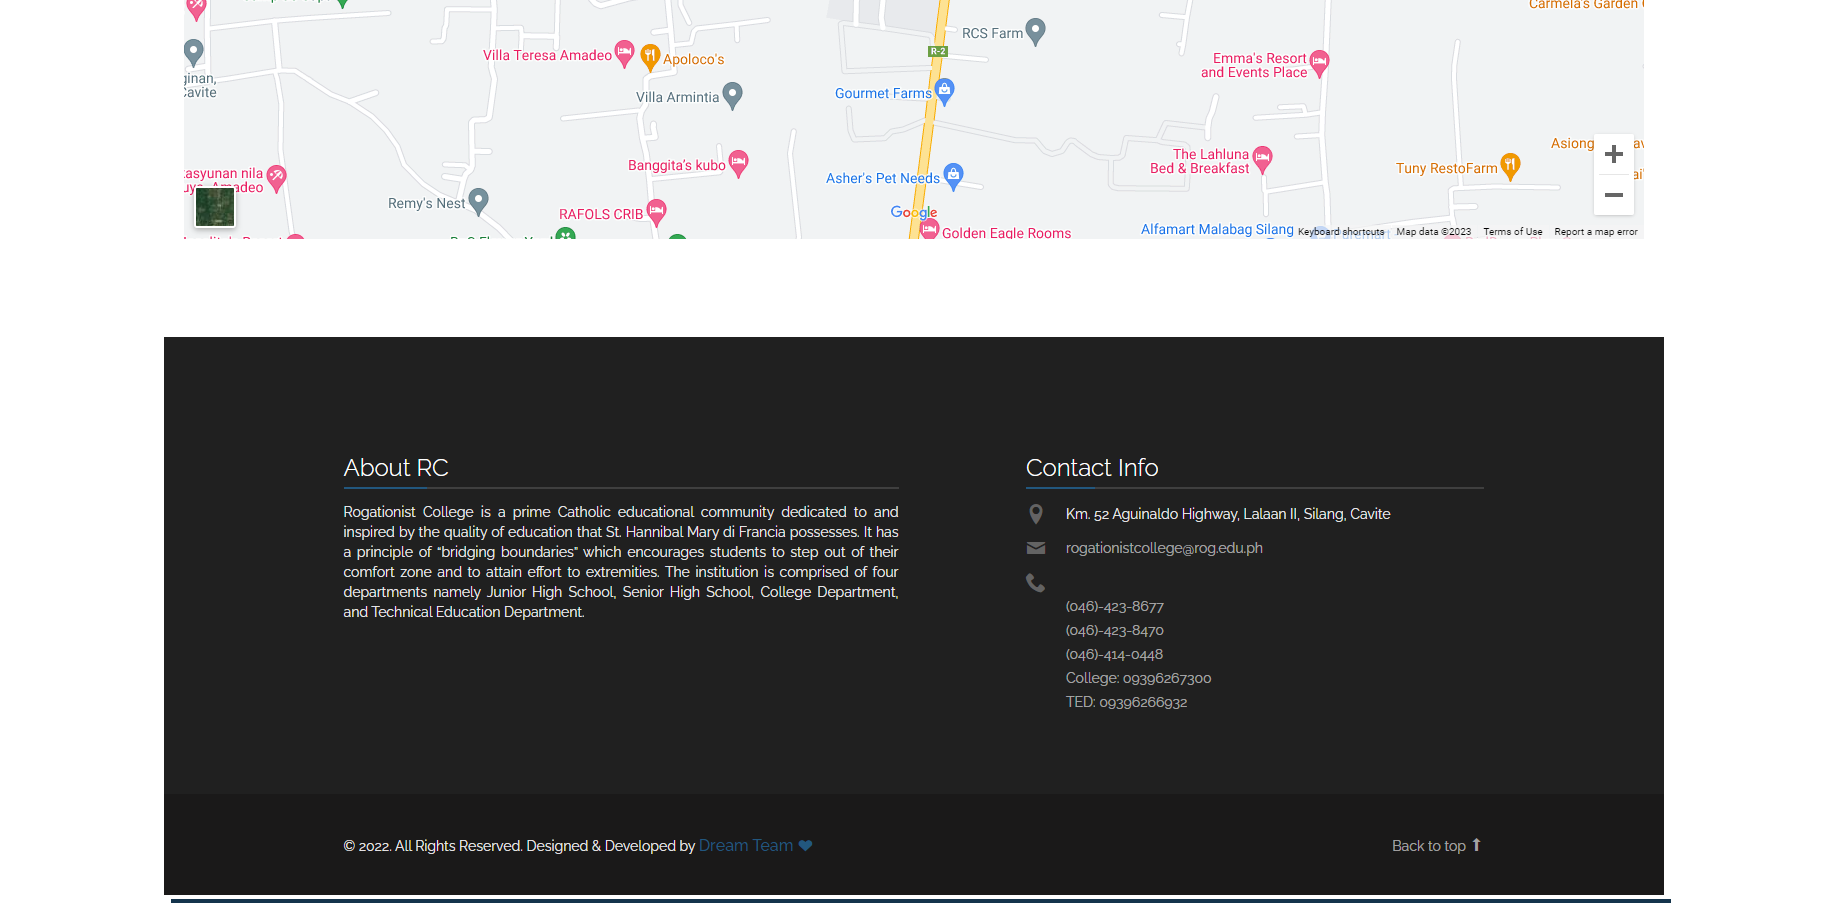 Carmela's Garden
RCS Farm
Villa Teresa Amadeo
Apoloco's
R-2
Emma's Resort
and Events Place
ginan,
Cavite
Villa Armintia
Gourmet Farms
Asiong
Banggita's kubo
The Lahluna
Bed & Breakfast
Tuny RestoFarm
Asher's Pet Needs
nila
Amadeo
Remy's Nest
RAFOLS CRIB
Google
Golden Eagle Rooms
Alfamart Malabag Silang
Keyboard shortcuts Map data ©2023 Terms of Use Report a map error
About RC
Rogationist College is a prime Catholic educational community dedicated to and
inspired by the quality of education that St. Hannibal Mary di Francia possesses. It has
a principle of “bridging boundaries” which encourages students to step out of their
comfort zone and to attain effort to extremities. The institution is comprised of four
departments namely Junior High School, Senior High School, College Department,
and Technical Education Department.
Contact Info
Km. 52 Aguinaldo Highway, Lalaan II, Silang, Cavite
rogationistcollege@rog.edu.ph
(046)-423-8677
(046)-423-8470
(046)-414-0448
College: 09396267300
TED: 09396266932
© 2022. All Rights Reserved. Designed & Developed by Dream Team
Back to top